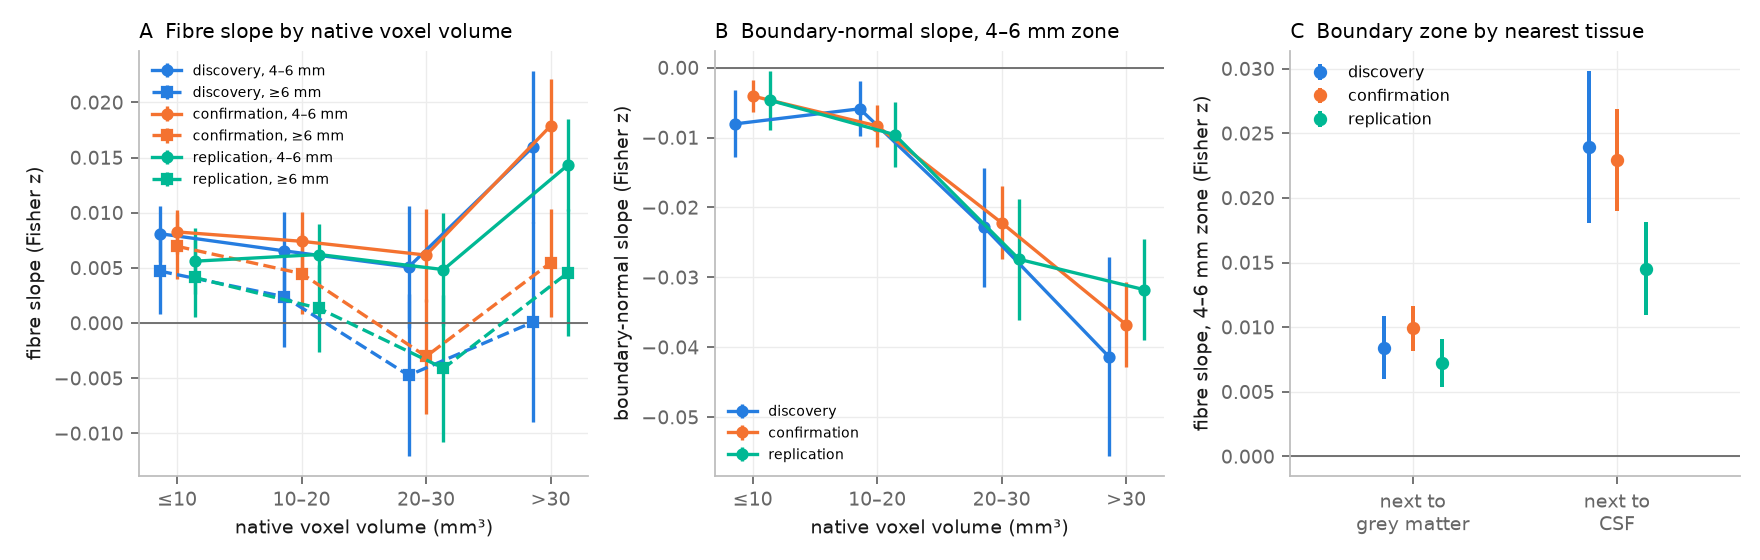 A  Fibre slope by native voxel volume
discovery, 4–6 mm
discovery, ≥6 mm
confirmation, 4–6 mm
confirmation, ≥6 mm
replication, 4–6 mm
replication, ≥6 mm
0.020
0.015
0.010
0.005
0.000
−0.005
−0.010
fibre slope (Fisher z)
≤10
10–20
20–30
>30
native voxel volume (mm³)
B  Boundary-normal slope, 4–6 mm zone
0.00
−0.01
−0.02
−0.03
−0.04
−0.05
boundary-normal slope (Fisher z)
discovery
confirmation
replication
≤10
10–20
20–30
>30
native voxel volume (mm³)
C  Boundary zone by nearest tissue
discovery
confirmation
replication
0.030
0.025
0.020
0.015
0.010
0.005
0.000
fibre slope, 4–6 mm zone (Fisher z)
next to
grey matter
next to
CSF